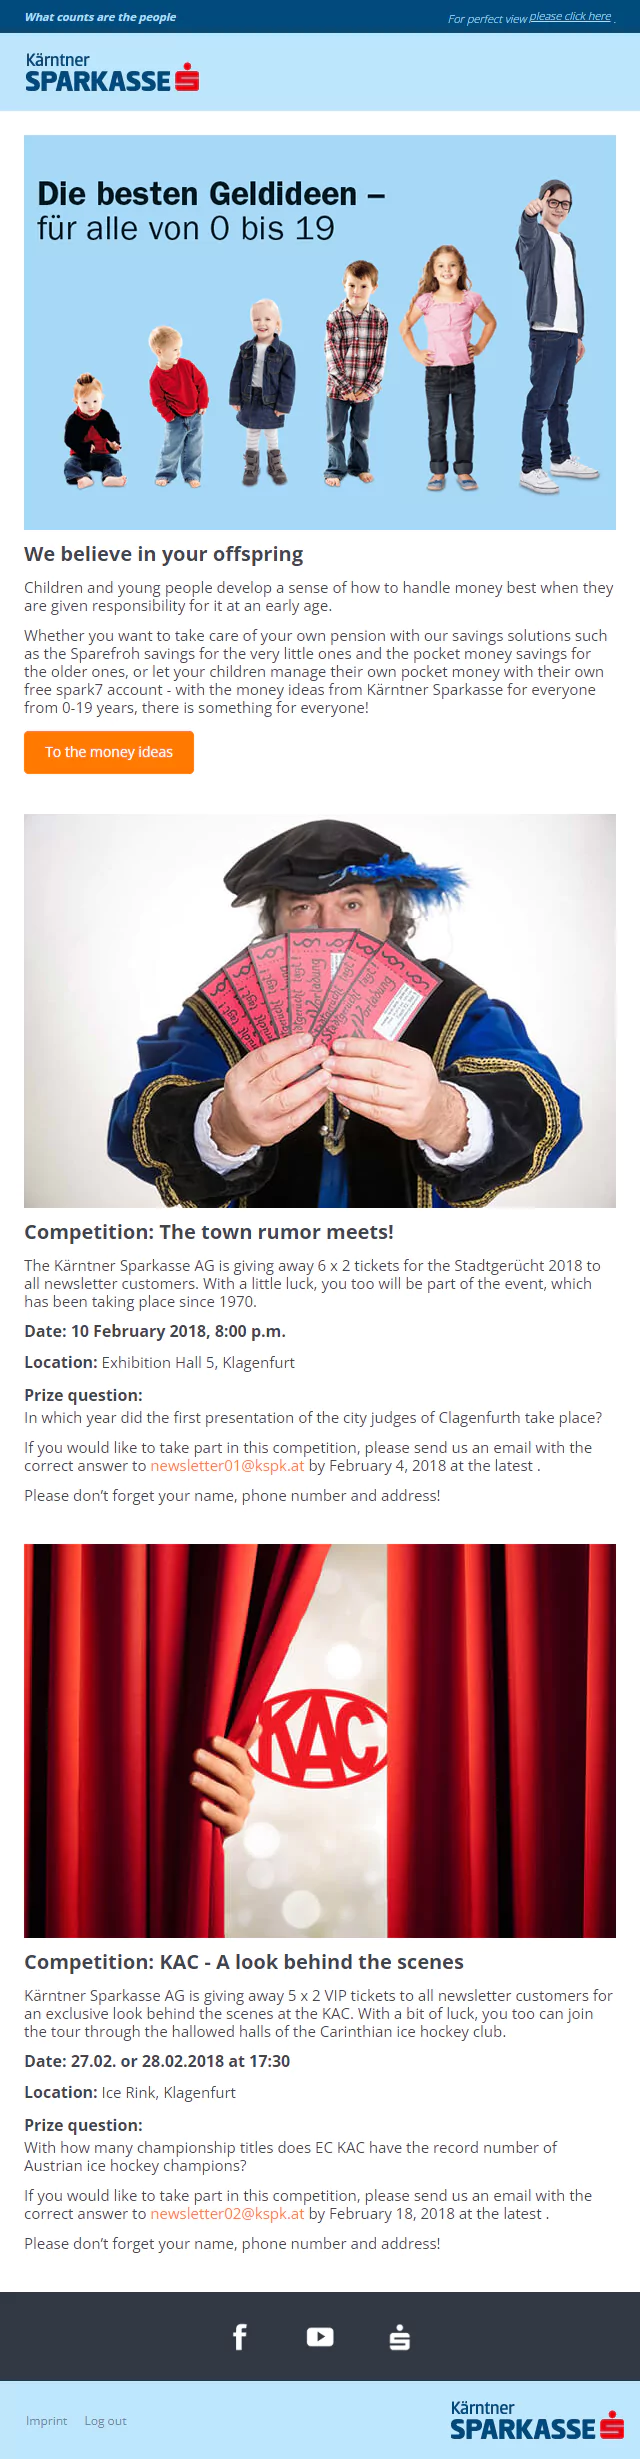 What counts are the people
For perfect view please click here .
Kärntner
SPARKASSE
Die besten Geldideen –
für alle von 0 bis 19
We believe in your offspring
Children and young people develop a sense of how to handle money best when they
are given responsibility for it at an early age.
Whether you want to take care of your own pension with our savings solutions such
as the Sparefroh savings for the very little ones and the pocket money savings for
the older ones, or let your children manage their own pocket money with their own
free spark7 account - with the money ideas from Kärntner Sparkasse for everyone
from 0-19 years, there is something for everyone!
To the money ideas
Vorladung
Stadtgericht tagt!
Vorladung
Competition: The town rumor meets!
The Kärntner Sparkasse AG is giving away 6 x 2 tickets for the Stadtgerücht 2018 to
all newsletter customers. With a little luck, you too will be part of the event, which
has been taking place since 1970.
Date: 10 February 2018, 8:00 p.m.
Location: Exhibition Hall 5, Klagenfurt
Prize question:
In which year did the first presentation of the city judges of Clagenfurth take place?
If you would like to take part in this competition, please send us an email with the
correct answer to newsletter01@kspk.at by February 4, 2018 at the latest .
Please don't forget your name, phone number and address!
KAC
Competition: KAC - A look behind the scenes
Kärntner Sparkasse AG is giving away 5 x 2 VIP tickets to all newsletter customers for
an exclusive look behind the scenes at the KAC. With a bit of luck, you too can join
the tour through the hallowed halls of the Carinthian ice hockey club.
Date: 27.02. or 28.02.2018 at 17:30
Location: Ice Rink, Klagenfurt
Prize question:
With how many championship titles does EC KAC have the record number of
Austrian ice hockey champions?
If you would like to take part in this competition, please send us an email with the
correct answer to newsletter02@kspk.at by February 18, 2018 at the latest .
Please don't forget your name, phone number and address!
Imprint Log out
Kärntner
SPARKASSE